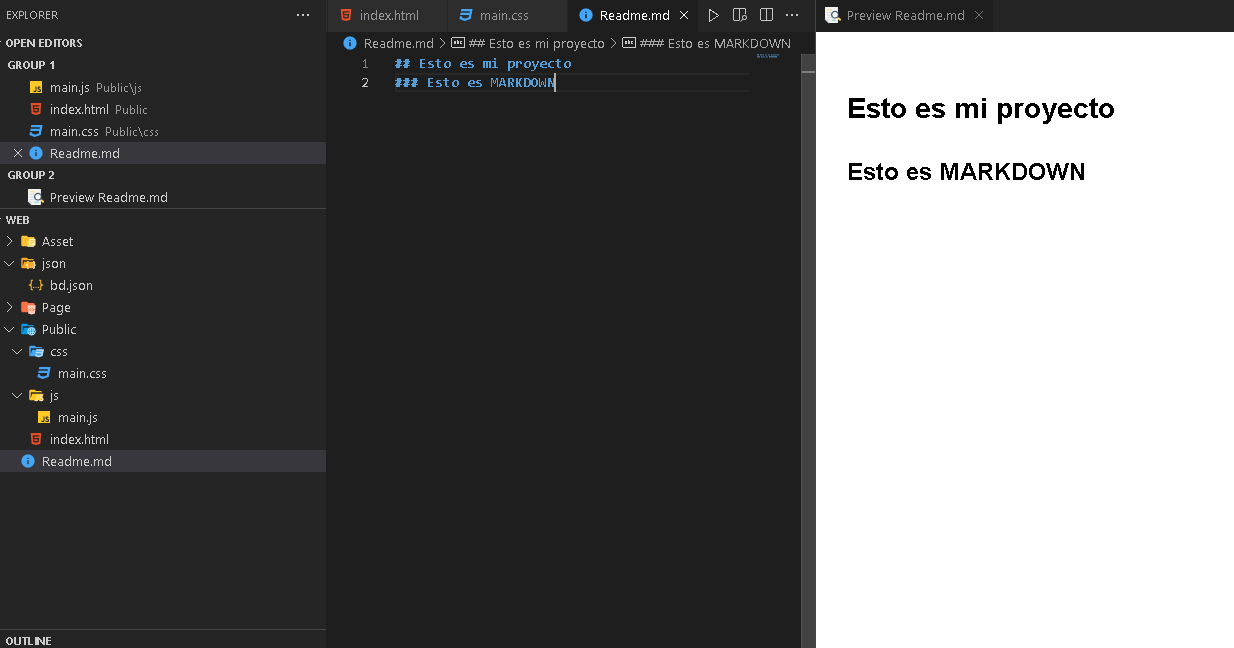 EXPLORER
OPEN EDITORS
GROUP 1
main.js Public\js
index.html Public
main.css Public\css
Readme.md
GROUP 2
Preview Readme.md
WEB
Asset
json
bd.json
Page
Public
css
main.css
js
main.js
index.html
Readme.md
OUTLINE
index.html
main.css
Readme.md
Readme.md > ## Esto es mi proyecto > ### Esto es MARKDOWN
1 ## Esto es mi proyecto
2 ### Esto es MARKDOWN
Preview Readme.md
Esto es mi proyecto
Esto es MARKDOWN